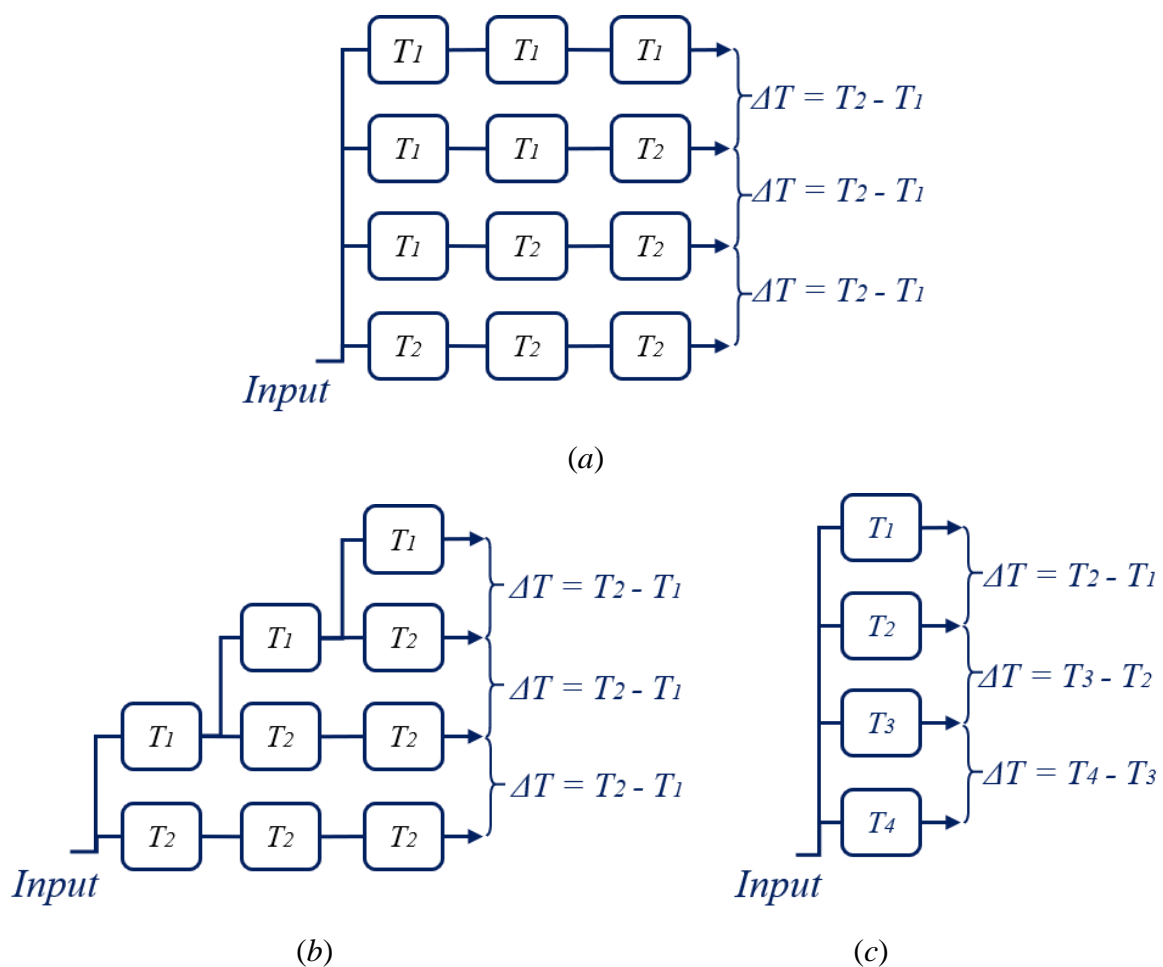 T1 T1 T1
ΔT = T2 - T1
T1 T1 T2
ΔT = T2 - T1
T1 T2 T2
ΔT = T2 - T1
T2 T2 T2
Input
(a)
T1
ΔT = T2 - T1
T1 T2
ΔT = T2 - T1
T1 T2 T2
ΔT = T2 - T1
T2 T2 T2
Input
(b)
T1
ΔT = T2 - T1
T2
ΔT = T3 - T2
T3
ΔT = T4 - T3
T4
Input
(c)